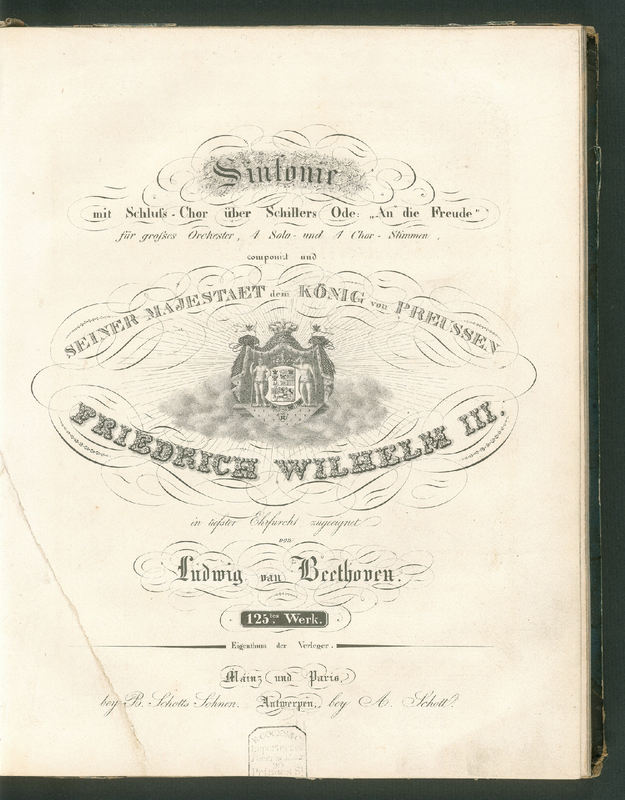 Sinfonie
mit Schluſs-Chor über Schillers Ode: „An die Freude"
für groſses Orchester, 4 Solo- und 4 Chor-Stimmen,
componirt und
SEINER MAJESTAET dem KÖNIG von PREUSSEN
FRIEDRICH WILHELM III.
in tiefster Ehrfurcht zugeeignet
von
Ludwig van Beethoven.
125tes Werk.
Eigenthum der Verleger.
Mainz und Paris,
bey B. Schotts Söhnen. Antwerpen, bey A. Schott.